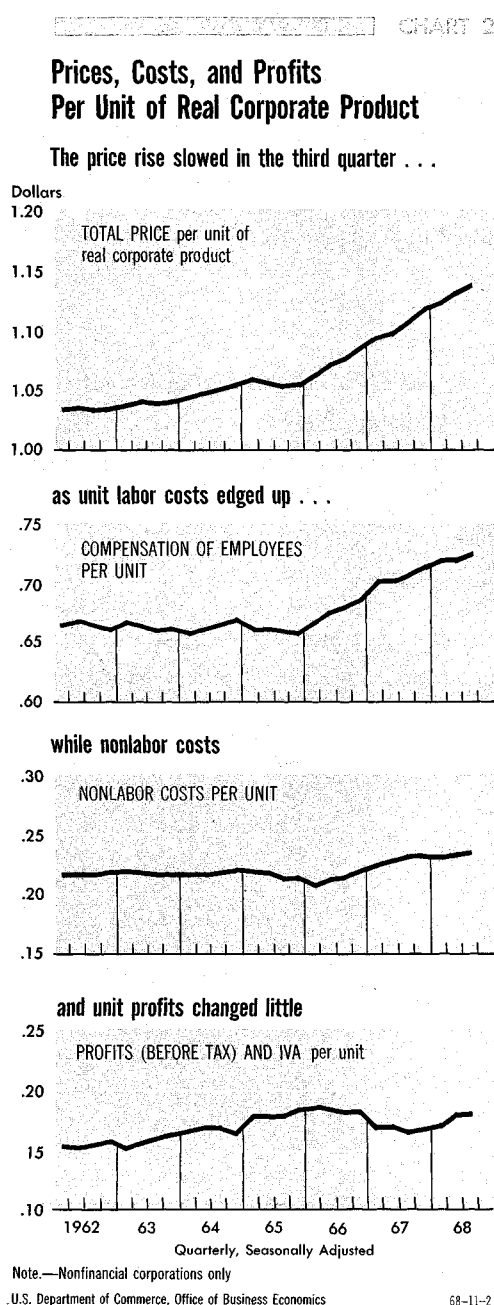 CHART 2
Prices, Costs, and Profits
Per Unit of Real Corporate Product
The price rise slowed in the third quarter . . .
Dollars
1.20
TOTAL PRICE per unit of
real corporate product
1.15
1.10
1.05
1.00
as unit labor costs edged up . . .
.75
COMPENSATION OF EMPLOYEES
PER UNIT
.70
.65
.60
while nonlabor costs
.30
NONLABOR COSTS PER UNIT
.25
.20
.15
and unit profits changed little
.25
PROFITS (BEFORE TAX) AND IVA per unit
.20
.15
.10
1962 63 64 65 66 67 68
Quarterly, Seasonally Adjusted
Note.—Nonfinancial corporations only
U.S. Department of Commerce, Office of Business Economics 68-11--2